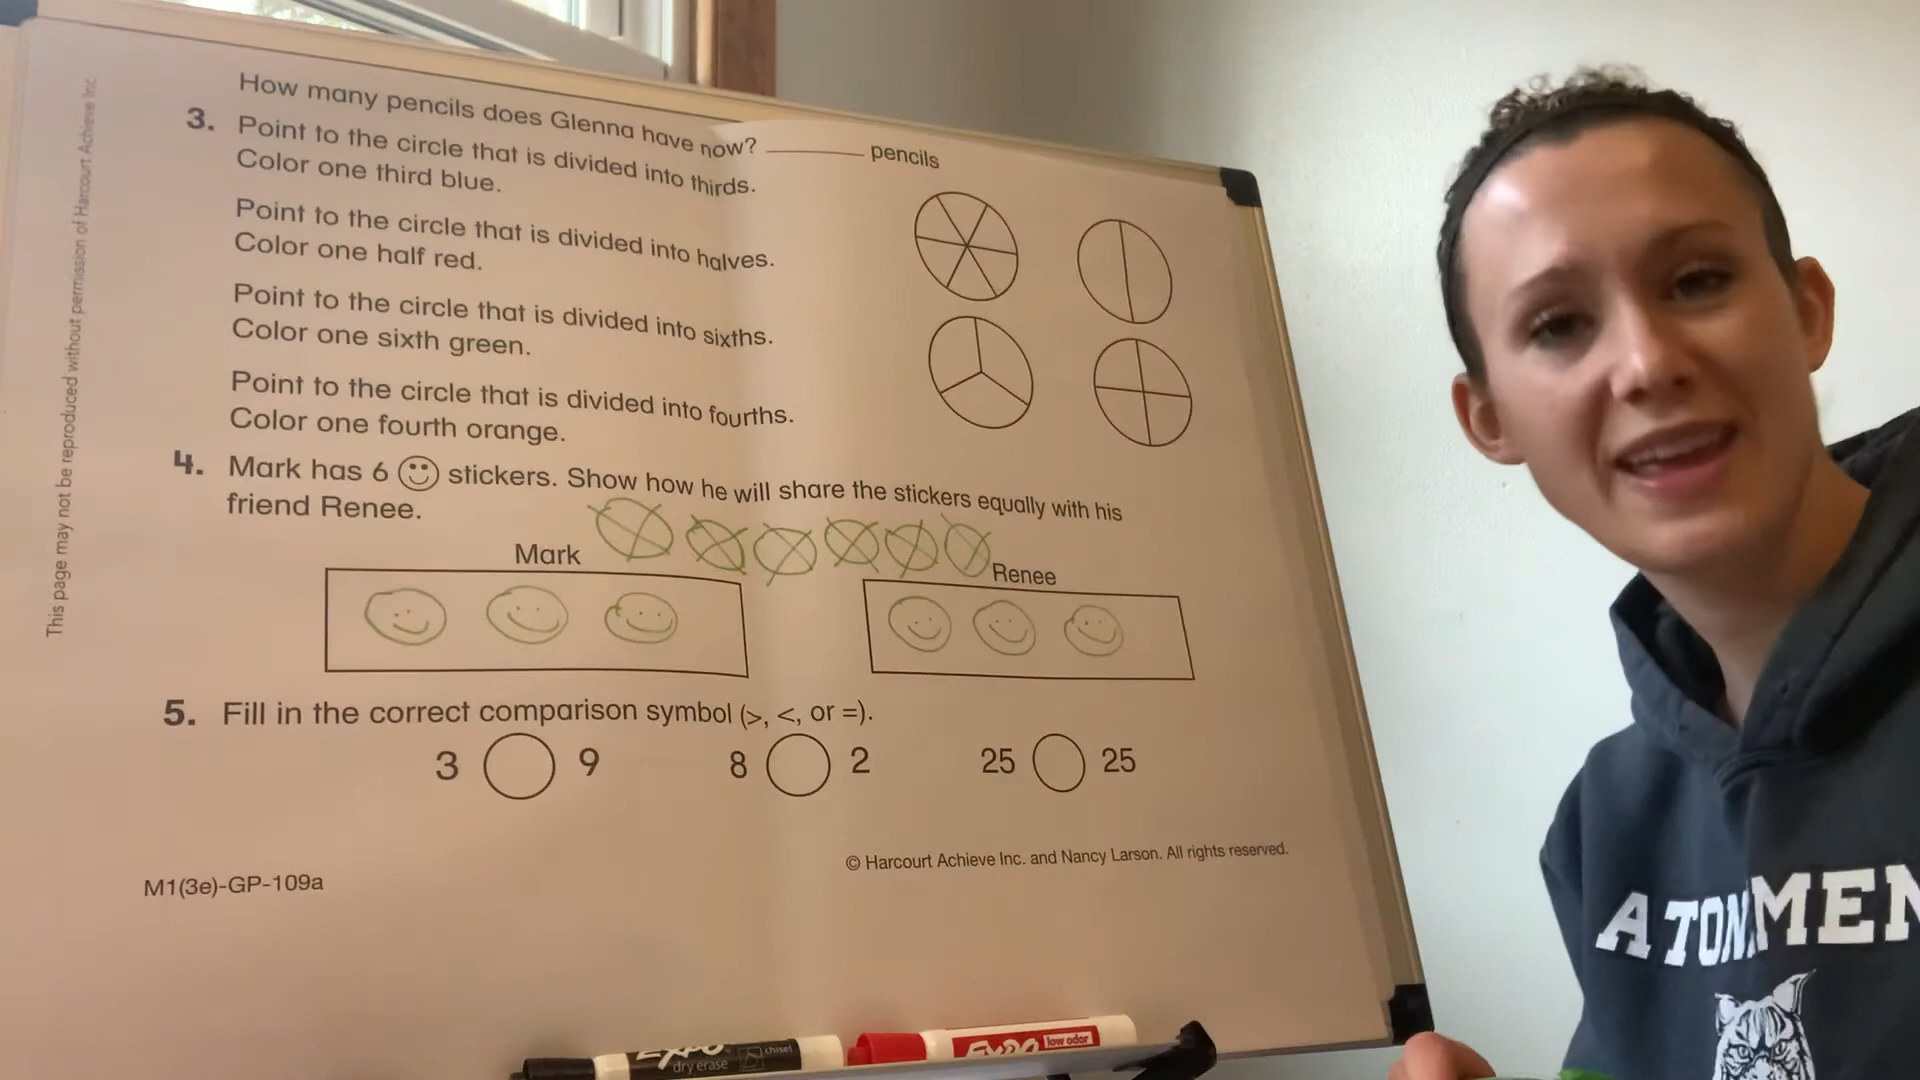 How many pencils does Glenna have now? ______ pencils
3. Point to the circle that is divided into thirds.
Color one third blue.
Point to the circle that is divided into halves.
Color one half red.
Point to the circle that is divided into sixths.
Color one sixth green.
Point to the circle that is divided into fourths.
Color one fourth orange.
4. Mark has 6 stickers. Show how he will share the stickers equally with his
friend Renee.
Mark
Renee
5. Fill in the correct comparison symbol (>, <, or =).
3 9 8 2 25 25
© Harcourt Achieve Inc. and Nancy Larson. All rights reserved.
M1(3e)-GP-109a
This page may not be reproduced without permission of Harcourt Achieve Inc.
EXPO
dry erase
chisel
EXPO
low odor